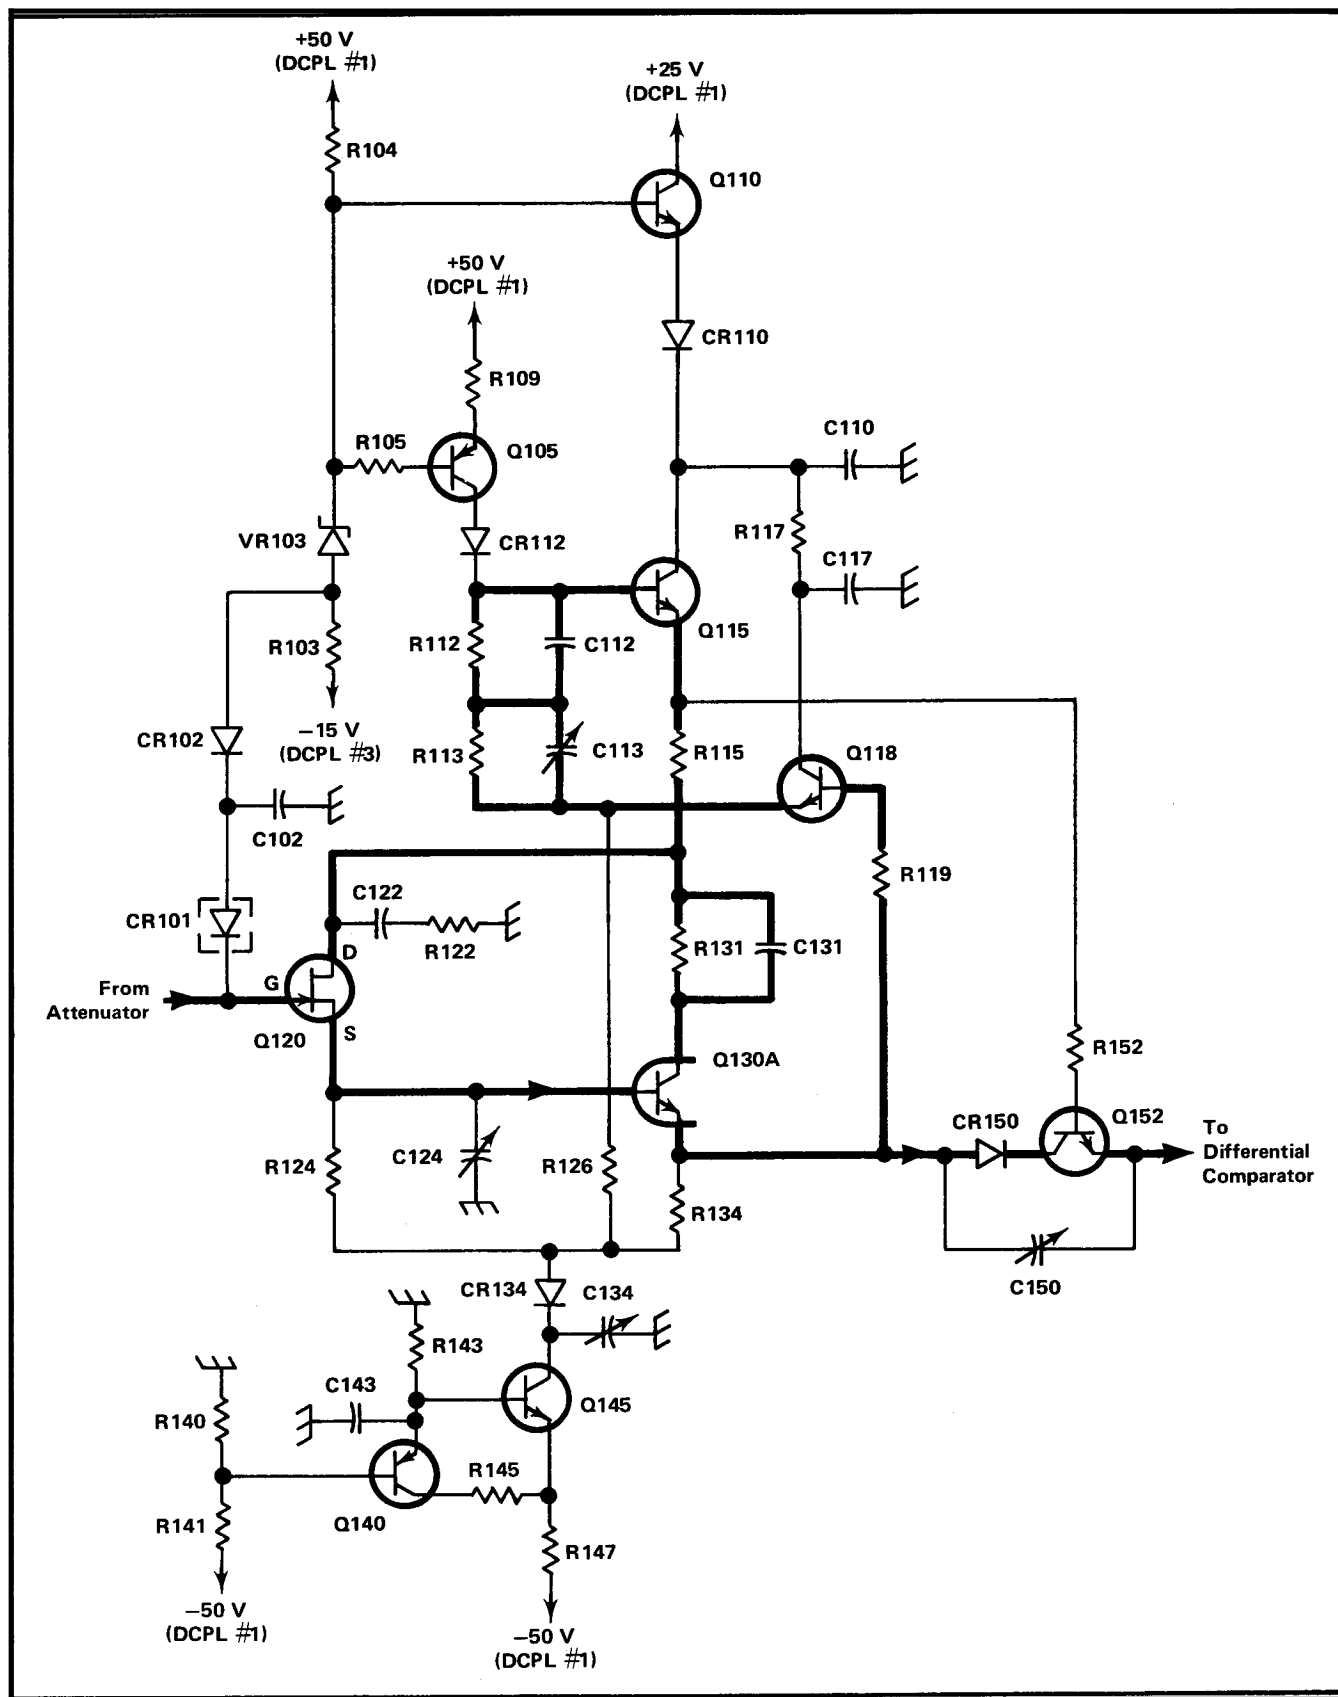 +50 V
(DCPL #1)
+25 V
(DCPL #1)
R104
Q110
+50 V
(DCPL #1)
CR110
R109
C110
R105
Q105
R117
VR103
CR112
C117
R103
R112
C112
Q115
−15 V
(DCPL #3)
CR102
R113
C113
R115
Q118
C102
R119
C122
CR101
R122
R131
C131
D
G
From
Attenuator
S
Q120
Q130A
R152
CR150
Q152
To
Differential
Comparator
R124
C124
R126
R134
C150
CR134
C134
R143
C143
Q145
R140
R145
R141
Q140
R147
−50 V
(DCPL #1)
−50 V
(DCPL #1)